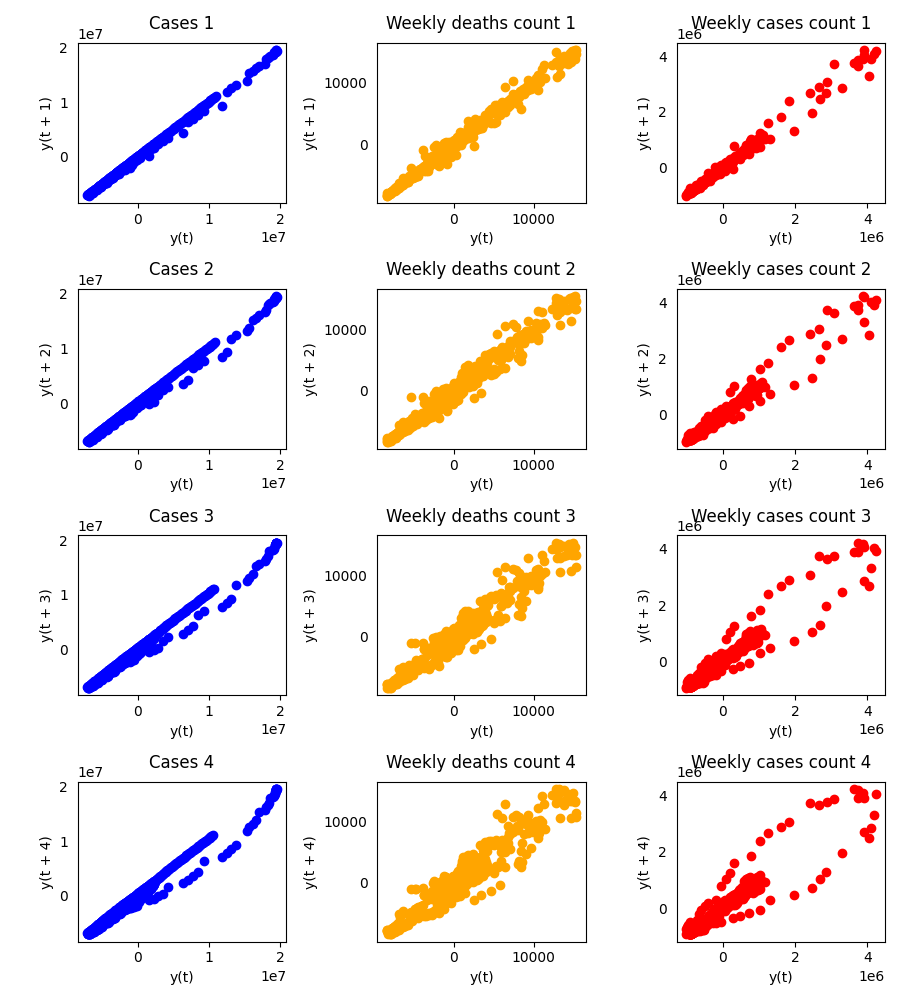 Cases 1
Weekly deaths count 1
Weekly cases count 1
1e7
1e6
y(t + 1)
2
1
0
y(t + 1)
10000
0
y(t + 1)
4
2
0
0
1
2
0
10000
0
2
4
y(t)
1e7
y(t)
y(t)
1e6
Cases 2
Weekly deaths count 2
Weekly cases count 2
1e7
1e6
y(t + 2)
2
1
0
y(t + 2)
10000
0
y(t + 2)
4
2
0
0
1
2
0
10000
0
2
4
y(t)
1e7
y(t)
y(t)
1e6
Cases 3
Weekly deaths count 3
Weekly cases count 3
1e7
1e6
y(t + 3)
2
1
0
y(t + 3)
10000
0
y(t + 3)
4
2
0
0
1
2
0
10000
0
2
4
y(t)
1e7
y(t)
y(t)
1e6
Cases 4
Weekly deaths count 4
Weekly cases count 4
1e7
1e6
y(t + 4)
2
1
0
y(t + 4)
10000
0
y(t + 4)
4
2
0
0
1
2
0
10000
0
2
4
y(t)
1e7
y(t)
y(t)
1e6